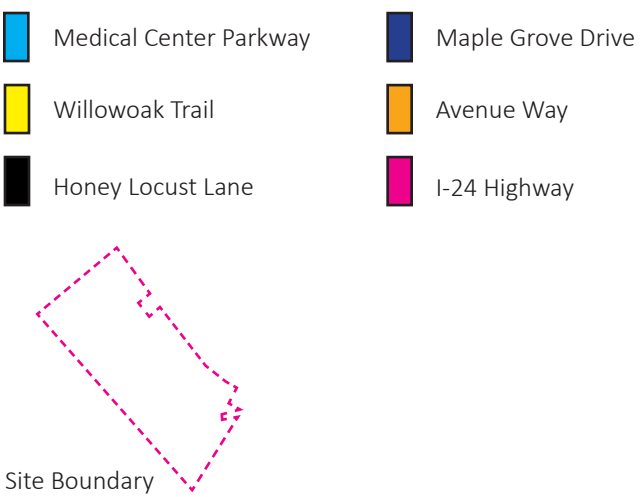 Medical Center Parkway
Maple Grove Drive
Willowoak Trail
Avenue Way
Honey Locust Lane
I-24 Highway
Site Boundary